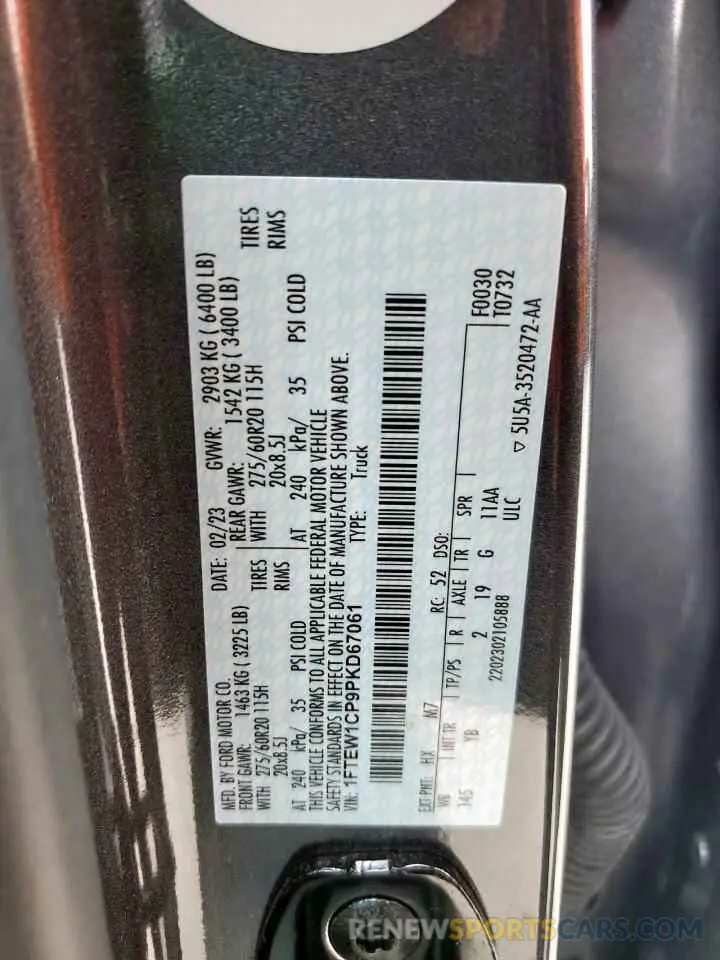 MFD. BY FORD MOTOR CO.
DATE: 02/23 GVWR: 2903 KG ( 6400 LB)
FRONT GAWR: 1463 KG ( 3225 LB) REAR GAWR: 1542 KG ( 3400 LB)
WITH 275/60R20 115H TIRES WITH 275/60R20 115H TIRES
20x8.5J RIMS 20x8.5J RIMS
AT 240 kPa/ 35 PSI COLD AT 240 kPa/ 35 PSI COLD
THIS VEHICLE CONFORMS TO ALL APPLICABLE FEDERAL MOTOR VEHICLE
SAFETY STANDARDS IN EFFECT ON THE DATE OF MANUFACTURE SHOWN ABOVE.
VIN: 1FTEW1CP9PKD67061 TYPE: Truck
EXT PNT: HX M7 RC: 52 DSO: F0030
WB INT TR TP/PS R AXLE TR SPR T0732
145 YB 2 19 G 11AA
2202302105888 ULC
▽ 5U5A-3520472-AA
RENEWSPORTSCARS.COM